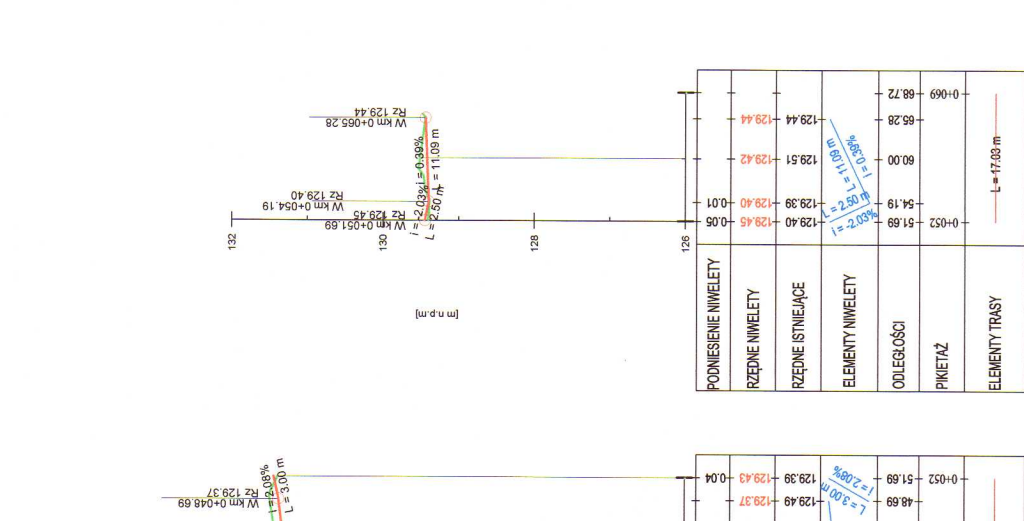 W km 0+065.28
Rz 129.44
W km 0+054.19
Rz 129.40
W km 0+051.69
Rz 129.45
i = 0.39%
L = 11.09 m
i = -2.03%
L = 2.50 m
132
130
128
126
[m n.p.m]
PODNIESIENIE NIWELETY
0.05
0.01
RZĘDNE NIWELETY
129.45
129.40
129.42
129.44
RZĘDNE ISTNIEJĄCE
129.40
129.39
129.51
129.44
ELEMENTY NIWELETY
i = -2.03%
L = 2.50 m
L = 11.09 m
i = 0.39%
ODLEGŁOŚCI
51.69
54.19
60.00
65.28
68.72
PIKIETAŻ
0+052
0+069
ELEMENTY TRASY
L = 17.03 m
W km 0+048.69
Rz 129.37
i = 2.08%
L = 3.00 m
0.04
129.43
129.37
129.39
129.49
L = 3.00 m
i = 2.08%
51.69
48.69
0+052